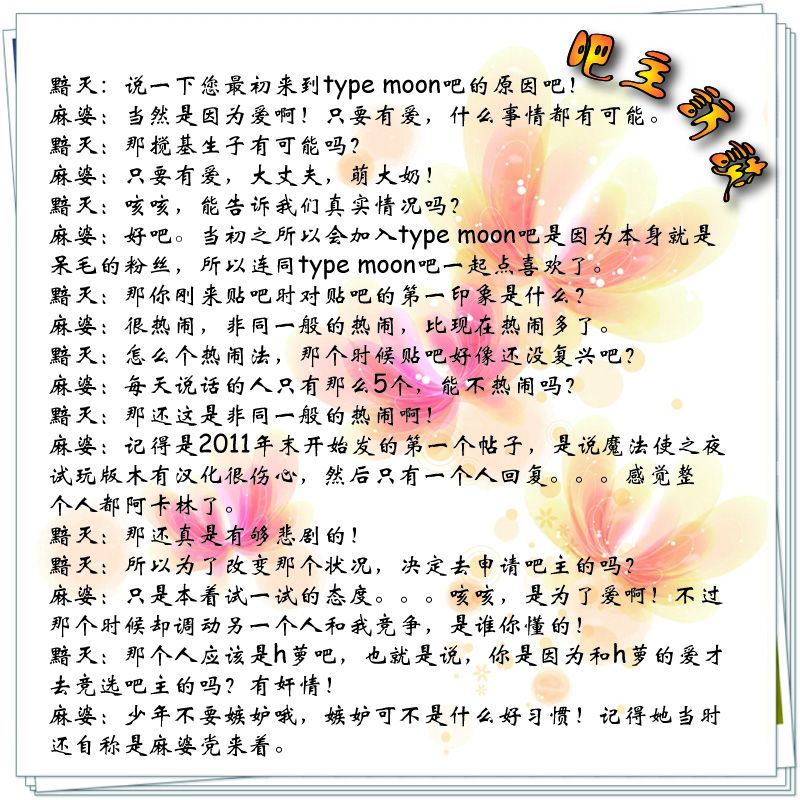 吧主訪談
黯天：说一下您最初来到type moon吧的原因吧！
麻婆：当然是因为爱啊！只要有爱，什么事情都有可能。
黯天：那搅基生子有可能吗？
麻婆：只要有爱，大丈夫，萌大奶！
黯天：咳咳，能告诉我们真实情况吗？
麻婆：好吧。当初之所以会加入type moon吧是因为本身就是
呆毛的粉丝，所以连同type moon吧一起点喜欢了。
黯天：那你刚来贴吧时对贴吧的第一印象是什么？
麻婆：很热闹，非同一般的热闹，比现在热闹多了。
黯天：怎么个热闹法，那个时候贴吧好像还没复兴吧？
麻婆：每天说话的人只有那么5个，能不热闹吗？
黯天：那还这是非同一般的热闹啊！
麻婆：记得是2011年末开始发的第一个帖子，是说魔法使之夜
试玩版木有汉化很伤心，然后只有一个人回复。。。感觉整
个人都阿卡林了。
黯天：那还真是有够悲剧的！
黯天：所以为了改变那个状况，决定去申请吧主的吗？
麻婆：只是本着试一试的态度。。。咳咳，是为了爱啊！不过
那个时候却调动另一个人和我竞争，是谁你懂的！
黯天：那个人应该是h萝吧，也就是说，你是因为和h萝的爱才
去竞选吧主的吗？有奸情！
麻婆：少年不要嫉妒哦，嫉妒可不是什么好习惯！记得她当时
还自称是麻婆党来着。